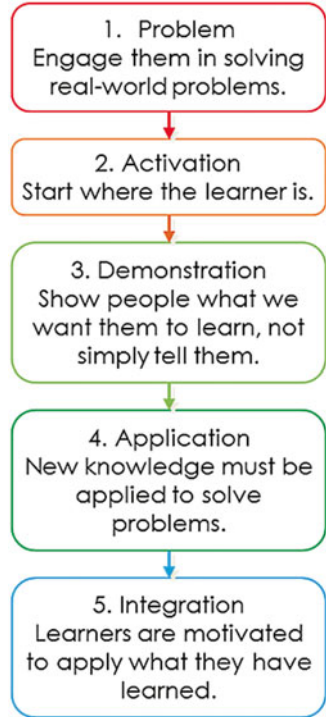 1. Problem
Engage them in solving
real-world problems.
2. Activation
Start where the learner is.
3. Demonstration
Show people what we
want them to learn, not
simply tell them.
4. Application
New knowledge must be
applied to solve
problems.
5. Integration
Learners are motivated
to apply what they have
learned.